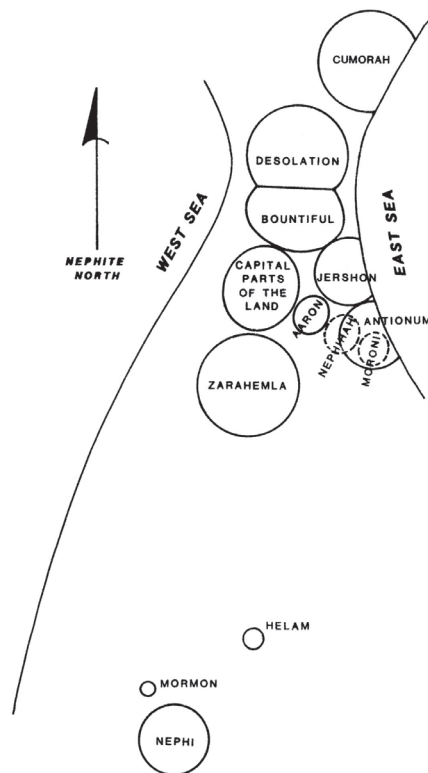 CUMORAH
DESOLATION
BOUNTIFUL
WEST SEA
EAST SEA
NEPHITE
NORTH
CAPITAL
PARTS
OF THE
LAND
JERSHON
AARON
NEPHIHAH
ANTIONUM
MORONI
ZARAHEMLA
HELAM
MORMON
NEPHI